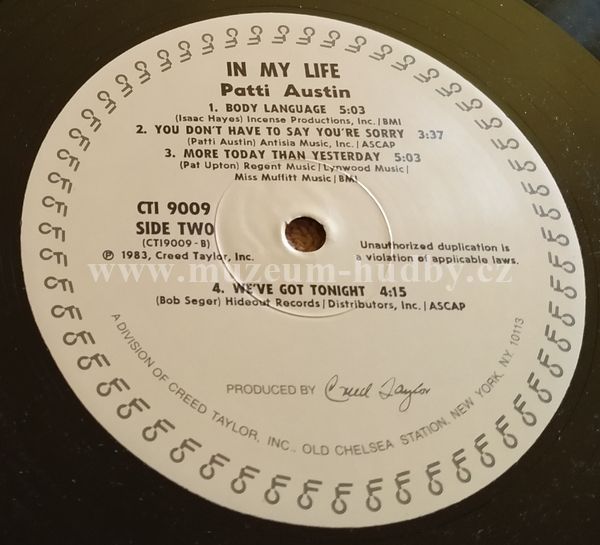 IN MY LIFE
Patti Austin
1. BODY LANGUAGE 5:03
(Isaac Hayes) Incense Productions, Inc./BMI
2. YOU DON'T HAVE TO SAY YOU'RE SORRY 3:37
(Patti Austin) Antisia Music, Inc./ASCAP
3. MORE TODAY THAN YESTERDAY 5:03
(Pat Upton) Regent Music/Lynwood Music/
Miss Muffitt Music/BMI
CTI 9009
SIDE TWO
(CTI9009-B)
℗ 1983, Creed Taylor, Inc.
Unauthorized duplication is
a violation of applicable laws.
www.muzeum-hudby.cz
4. WE'VE GOT TONIGHT 4:15
(Bob Seger) Hideout Records/Distributors, Inc./ASCAP
PRODUCED BY Creed Taylor
A DIVISION OF CREED TAYLOR, INC., OLD CHELSEA STATION, NEW YORK, N.Y. 10113